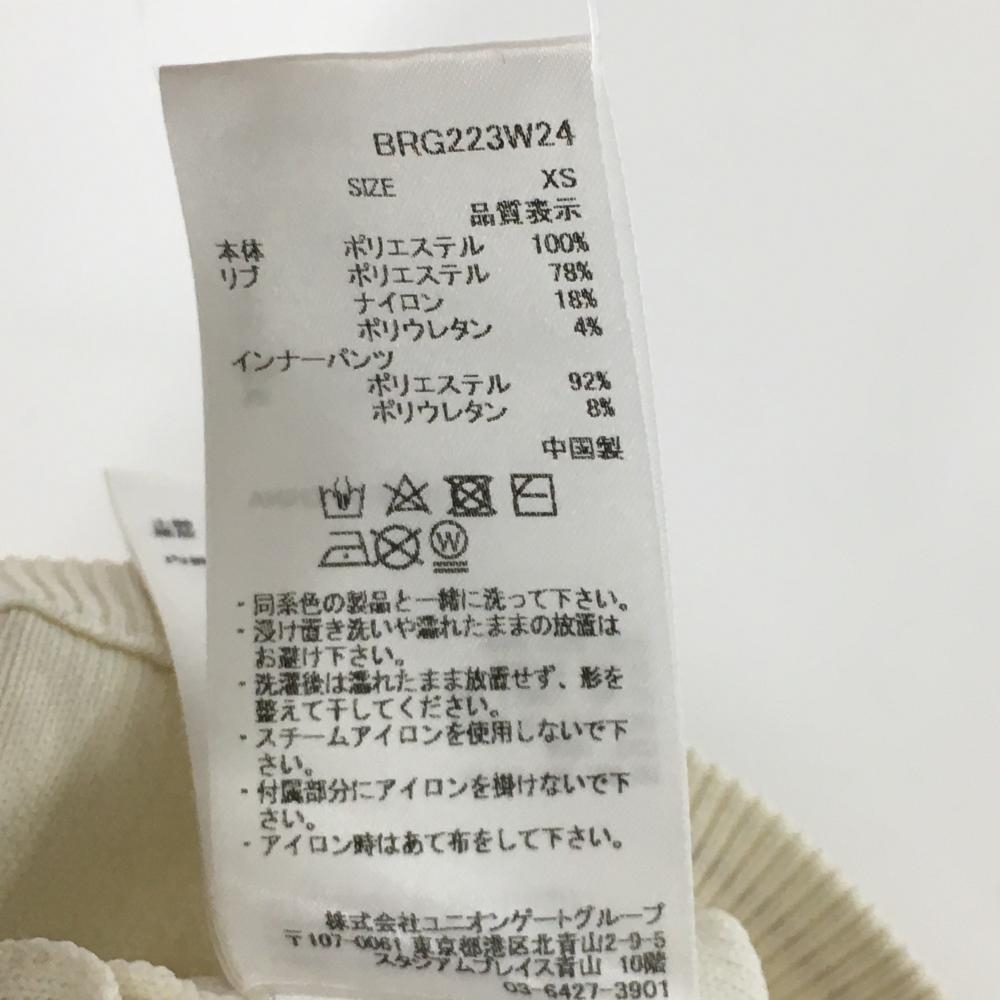 BRG223W24
SIZE XS
品質表示
本体 ポリエステル 100%
リブ ポリエステル 78%
ナイロン 18%
ポリウレタン 4%
インナーパンツ
ポリエステル 92%
ポリウレタン 8%
中国製
W
・同系色の製品と一緒に洗って下さい。
・浸け置き洗いや濡れたままの放置は
お避け下さい。
・洗濯後は濡れたまま放置せず、形を
整えて干してください。
・スチームアイロンを使用しないで下
さい。
・付属部分にアイロンを掛けないで下
さい。
・アイロン時はあて布をして下さい。
株式会社ユニオンゲートグループ
〒107-0061 東京都港区北青山2-9-5
スタジアムプレイス青山 10階
03-6427-3901